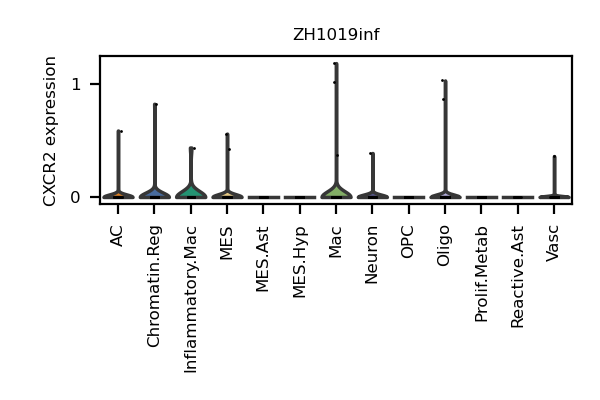 ZH1019inf
CXCR2 expression
1
0
AC
Chromatin.Reg
Inflammatory.Mac
MES
MES.Ast
MES.Hyp
Mac
Neuron
OPC
Oligo
Prolif.Metab
Reactive.Ast
Vasc